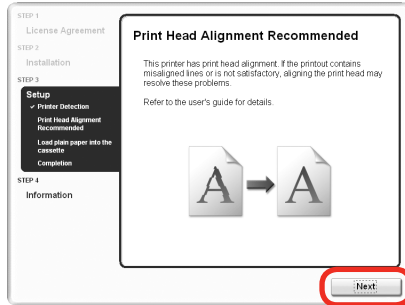 STEP 1
License Agreement
STEP 2
Installation
STEP 3
Setup
Printer Detection
Print Head Alignment
Recommended
Load plain paper into the
cassette
Completion
STEP 4
Information
Print Head Alignment Recommended
This printer has print head alignment. If the printout contains
misaligned lines or is not satisfactory, aligning the print head may
resolve these problems.
Refer to the user's guide for details.
A
A
Next